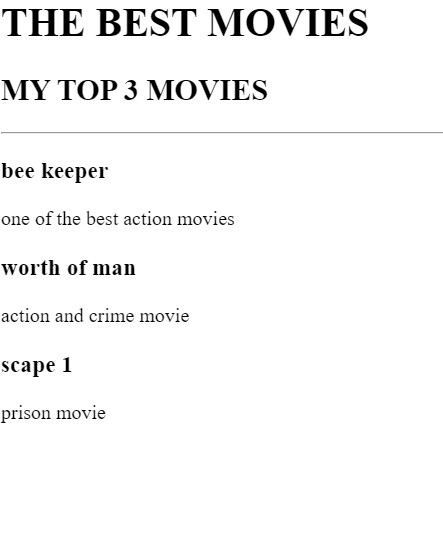 THE BEST MOVIES
MY TOP 3 MOVIES
bee keeper
one of the best action movies
worth of man
action and crime movie
scape 1
prison movie